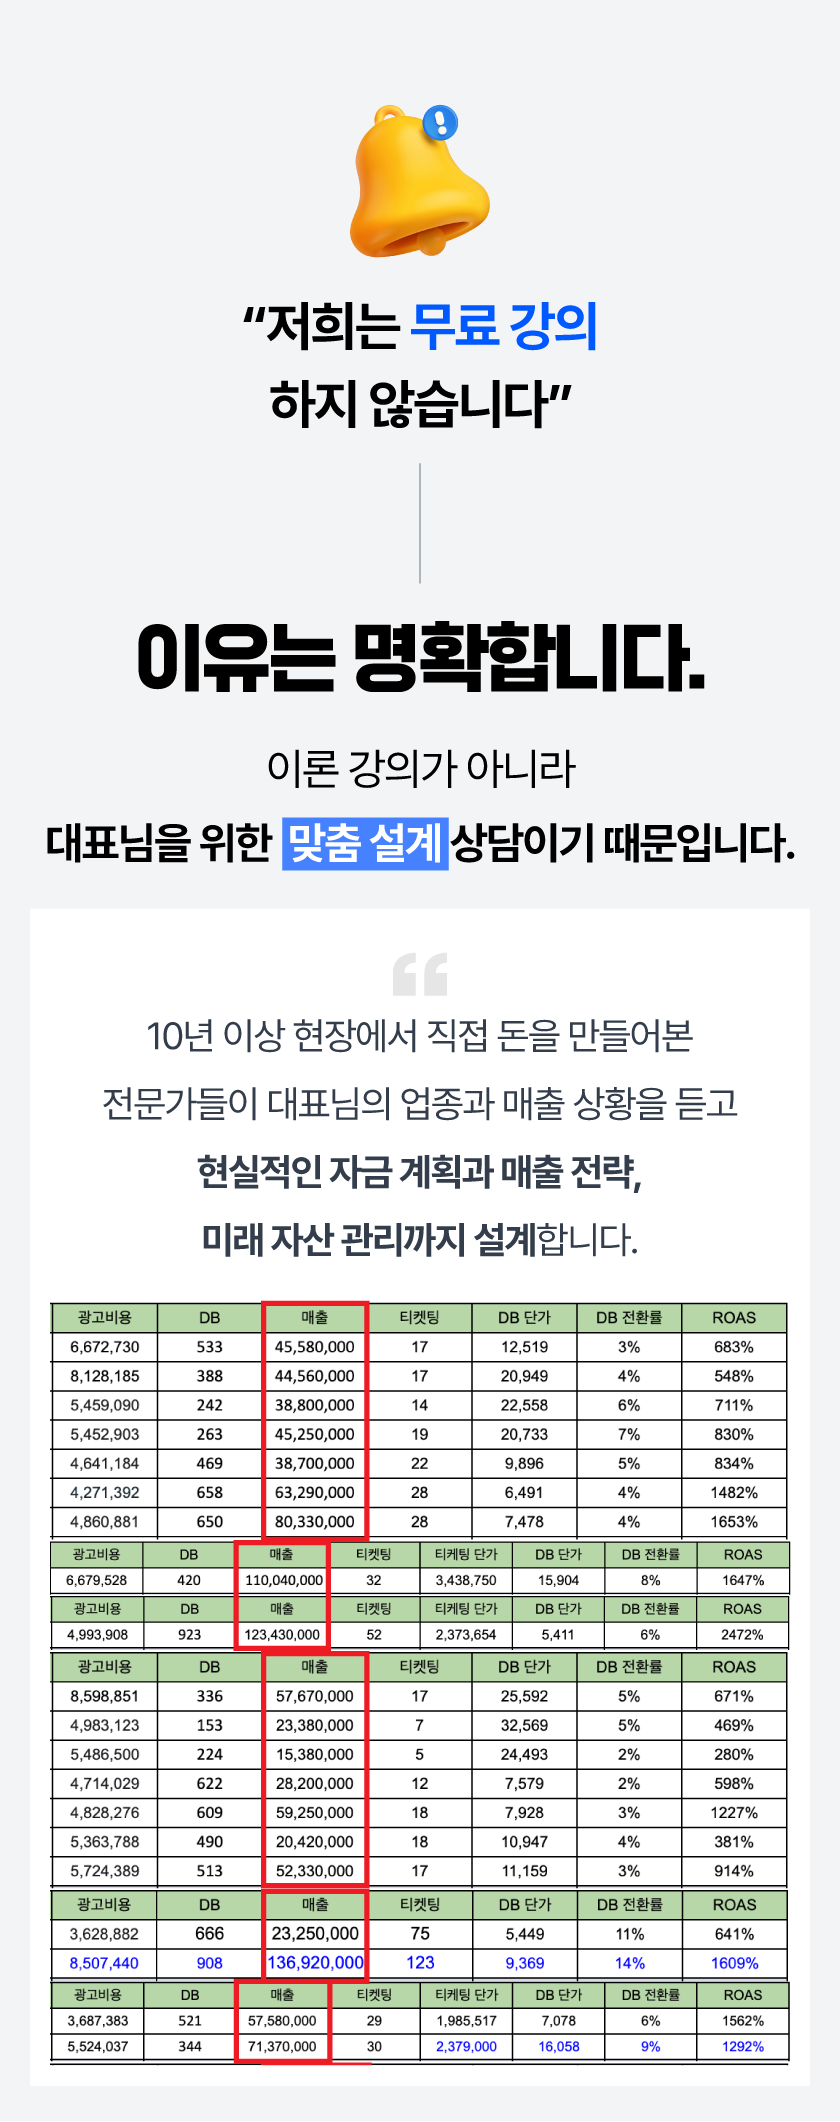 “저희는 무료 강의
하지 않습니다”
이유는 명확합니다.
이론 강의가 아니라
대표님을 위한 맞춤 설계 상담이기 때문입니다.
10년 이상 현장에서 직접 돈을 만들어본
전문가들이 대표님의 업종과 매출 상황을 듣고
현실적인 자금 계획과 매출 전략,
미래 자산 관리까지 설계합니다.
광고비용 DB 매출 티켓팅 DB 단가 DB 전환률 ROAS
6,672,730 533 45,580,000 17 12,519 3% 683%
8,128,185 388 44,560,000 17 20,949 4% 548%
5,459,090 242 38,800,000 14 22,558 6% 711%
5,452,903 263 45,250,000 19 20,733 7% 830%
4,641,184 469 38,700,000 22 9,896 5% 834%
4,271,392 658 63,290,000 28 6,491 4% 1482%
4,860,881 650 80,330,000 28 7,478 4% 1653%
광고비용 DB 매출 티켓팅 티케팅 단가 DB 단가 DB 전환률 ROAS
6,679,528 420 110,040,000 32 3,438,750 15,904 8% 1647%
광고비용 DB 매출 티켓팅 티케팅 단가 DB 단가 DB 전환률 ROAS
4,993,908 923 123,430,000 52 2,373,654 5,411 6% 2472%
광고비용 DB 매출 티켓팅 DB 단가 DB 전환률 ROAS
8,598,851 336 57,670,000 17 25,592 5% 671%
4,983,123 153 23,380,000 7 32,569 5% 469%
5,486,500 224 15,380,000 5 24,493 2% 280%
4,714,029 622 28,200,000 12 7,579 2% 598%
4,828,276 609 59,250,000 18 7,928 3% 1227%
5,363,788 490 20,420,000 18 10,947 4% 381%
5,724,389 513 52,330,000 17 11,159 3% 914%
광고비용 DB 매출 티켓팅 DB 단가 DB 전환률 ROAS
3,628,882 666 23,250,000 75 5,449 11% 641%
8,507,440 908 136,920,000 123 9,369 14% 1609%
광고비용 DB 매출 티켓팅 티케팅 단가 DB 단가 DB 전환률 ROAS
3,687,383 521 57,580,000 29 1,985,517 7,078 6% 1562%
5,524,037 344 71,370,000 30 2,379,000 16,058 9% 1292%